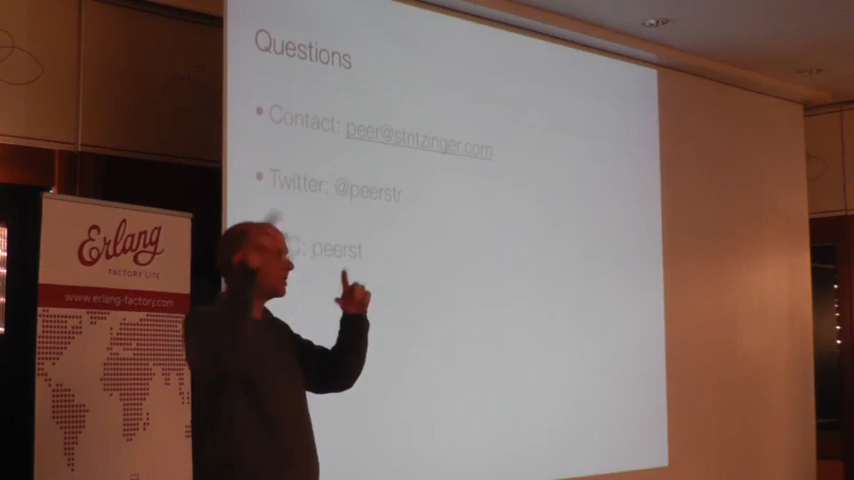 Questions
• Contact: peer@stritzinger.com
• Twitter: @peerstr
C: peerst
Erlang
FACTORY LITE
www.erlang-factory.com